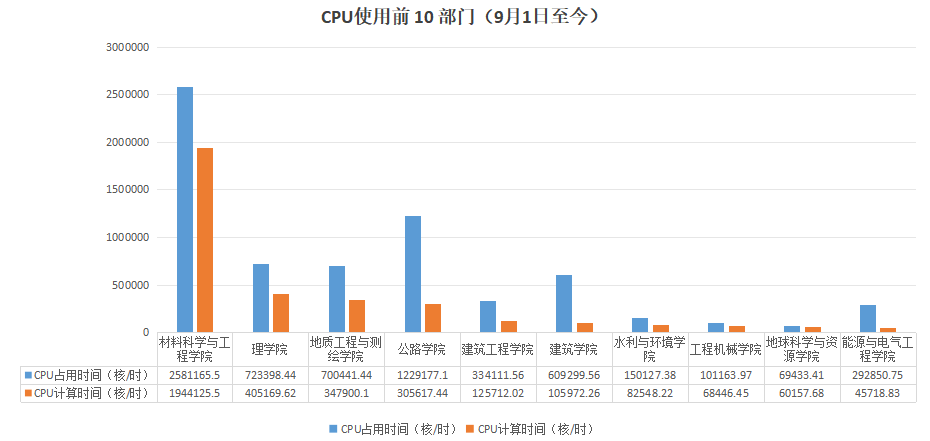 CPU使用前 10 部门（9月1日至今）
3000000
2500000
2000000
1500000
1000000
500000
0
材料科学与工程学院 理学院 地质工程与测绘学院 公路学院 建筑工程学院 建筑学院 水利与环境学院 工程机械学院 地球科学与资源学院 能源与电气工程学院
CPU占用时间（核/时） 2581165.5 723398.44 700441.44 1229177.1 334111.56 609299.56 150127.38 101163.97 69433.41 292850.75
CPU计算时间（核/时） 1944125.5 405169.62 347900.1 305617.44 125712.02 105972.26 82548.22 68446.45 60157.68 45718.83
CPU占用时间（核/时） CPU计算时间（核/时）